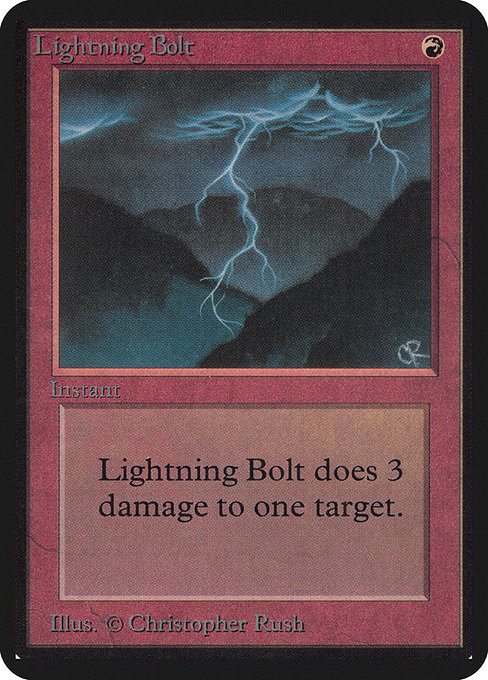 Lightning Bolt
Instant
Lightning Bolt does 3
damage to one target.
Illus. © Christopher Rush